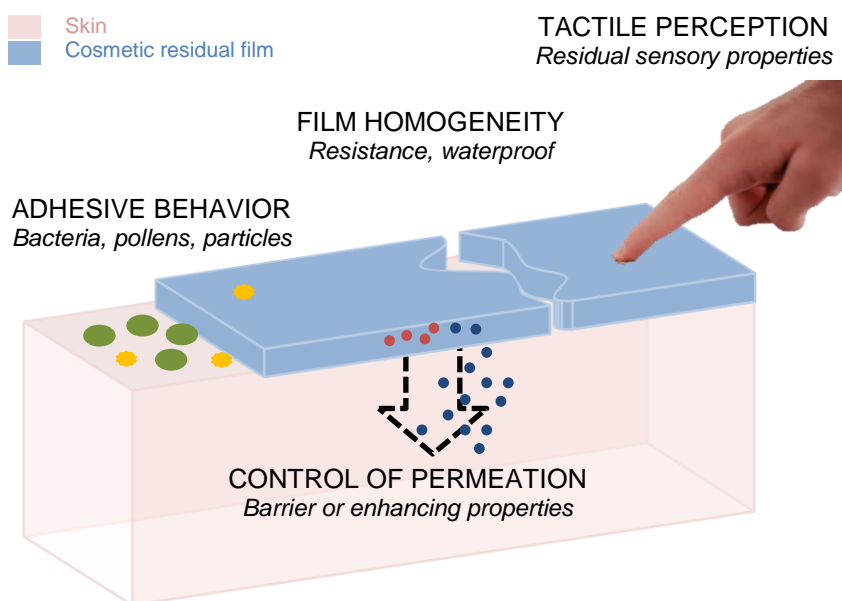 Skin
Cosmetic residual film
TACTILE PERCEPTION
Residual sensory properties
FILM HOMOGENEITY
Resistance, waterproof
ADHESIVE BEHAVIOR
Bacteria, pollens, particles
CONTROL OF PERMEATION
Barrier or enhancing properties